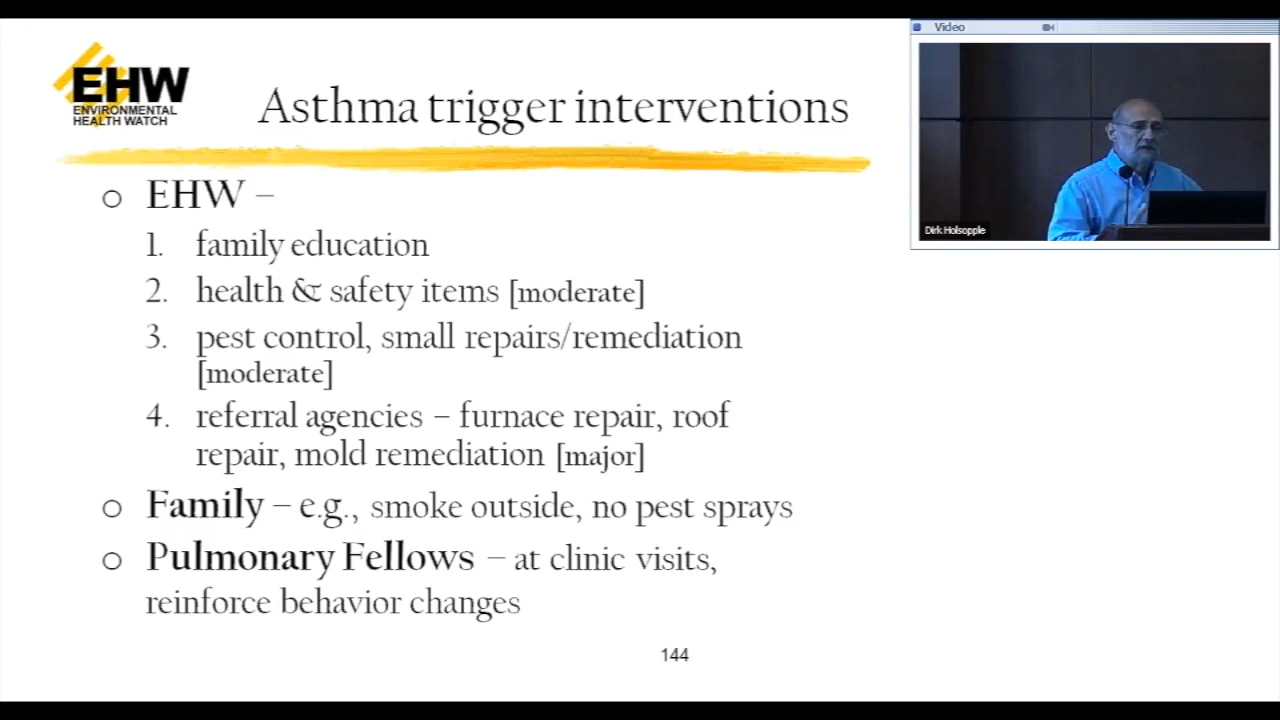 EHW
ENVIRONMENTAL
HEALTH WATCH
Asthma trigger interventions
o EHW –
1. family education
2. health & safety items [moderate]
3. pest control, small repairs/remediation
[moderate]
4. referral agencies – furnace repair, roof
repair, mold remediation [major]
o Family – e.g., smoke outside, no pest sprays
o Pulmonary Fellows – at clinic visits,
reinforce behavior changes
144
Video
Dirk Holsopple